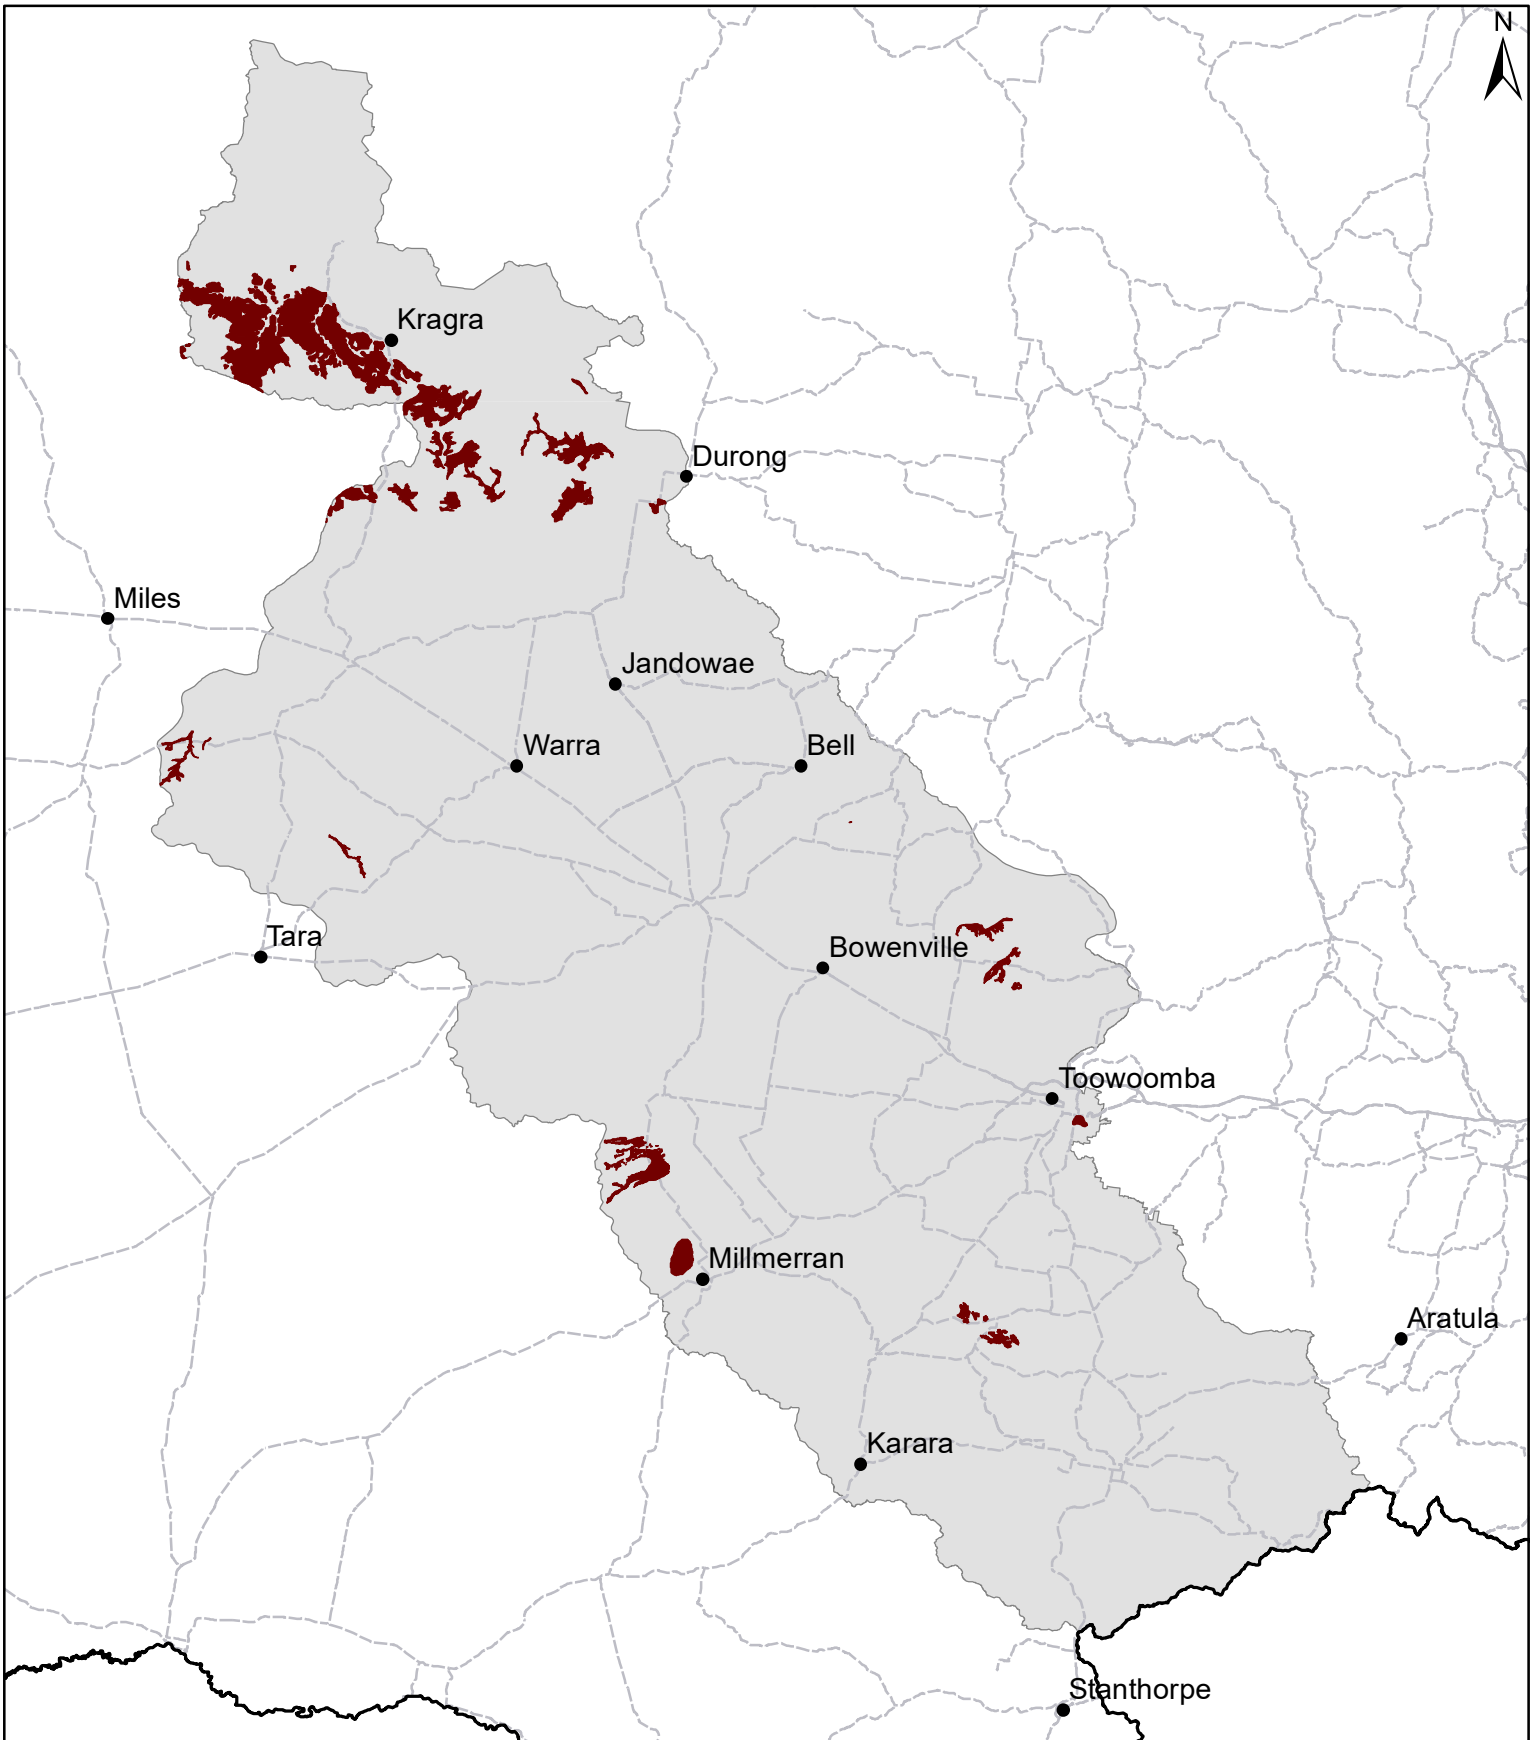 N
Kragra
Durong
Miles
Jandowae
Warra
Bell
Tara
Bowenville
Toowoomba
Millmerran
Aratula
Karara
Stanthorpe